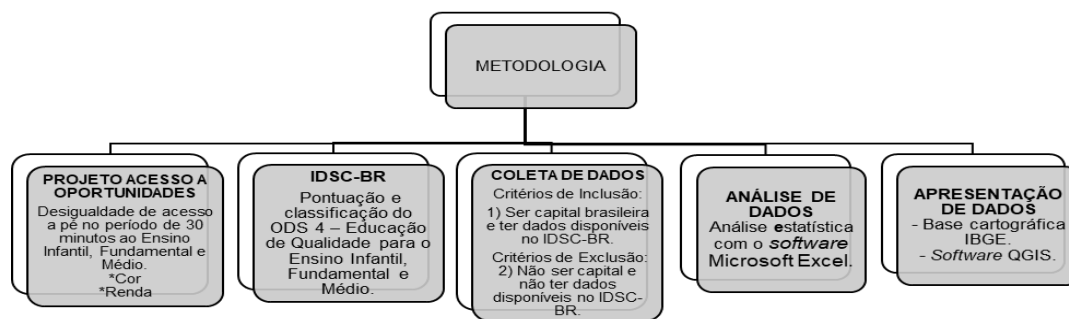 METODOLOGIA
PROJETO ACESSO A
OPORTUNIDADES
Desigualdade de acesso
a pé no período de 30
minutos ao Ensino
Infantil, Fundamental e
Médio.
*Cor
*Renda
IDSC-BR
Pontuação e
classificação do
ODS 4 – Educação
de Qualidade para o
Ensino Infantil,
Fundamental e
Médio.
COLETA DE DADOS
Critérios de Inclusão:
1) Ser capital brasileira
e ter dados disponíveis
no IDSC-BR.
Critérios de Exclusão:
2) Não ser capital e
não ter dados
disponíveis no IDSC-
BR.
ANÁLISE DE
DADOS
Análise estatística
com o software
Microsoft Excel.
APRESENTAÇÃO
DE DADOS
- Base cartográfica
IBGE.
- Software QGIS.